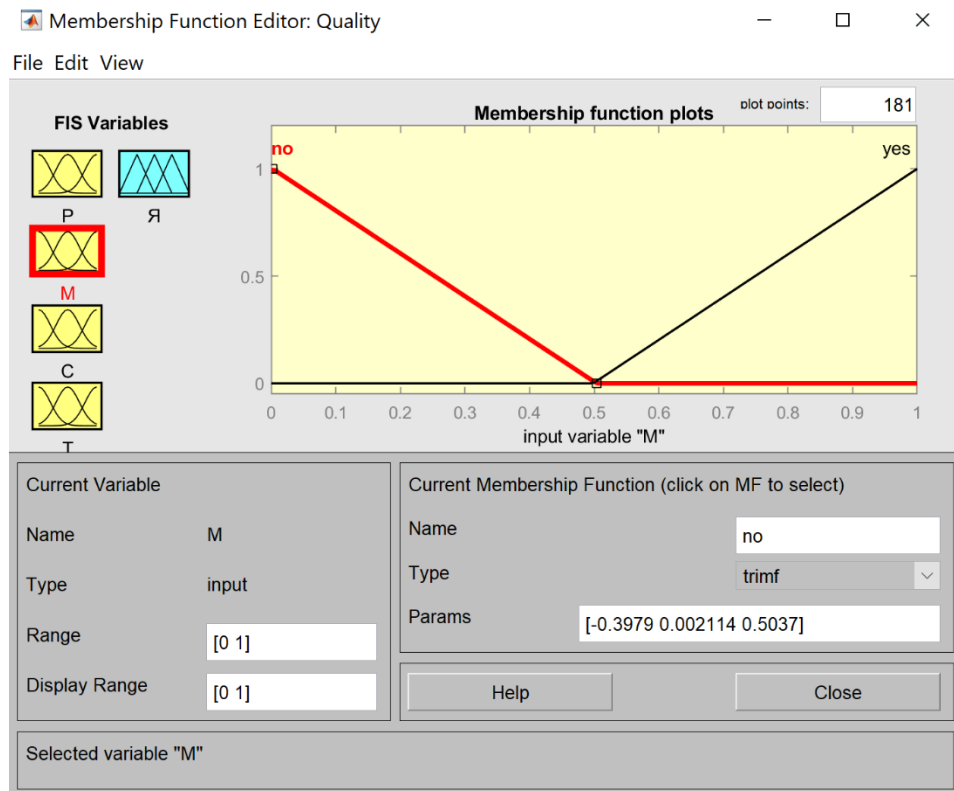 Membership Function Editor: Quality
File Edit View
FIS Variables
P
Я
M
C
T
Membership function plots
plot points:
181
no
yes
1
0.5
0
0 0.1 0.2 0.3 0.4 0.5 0.6 0.7 0.8 0.9 1
input variable "M"
Current Variable
Name M
Type input
Range [0 1]
Display Range [0 1]
Current Membership Function (click on MF to select)
Name no
Type trimf
Params [-0.3979 0.002114 0.5037]
Help Close
Selected variable "M"